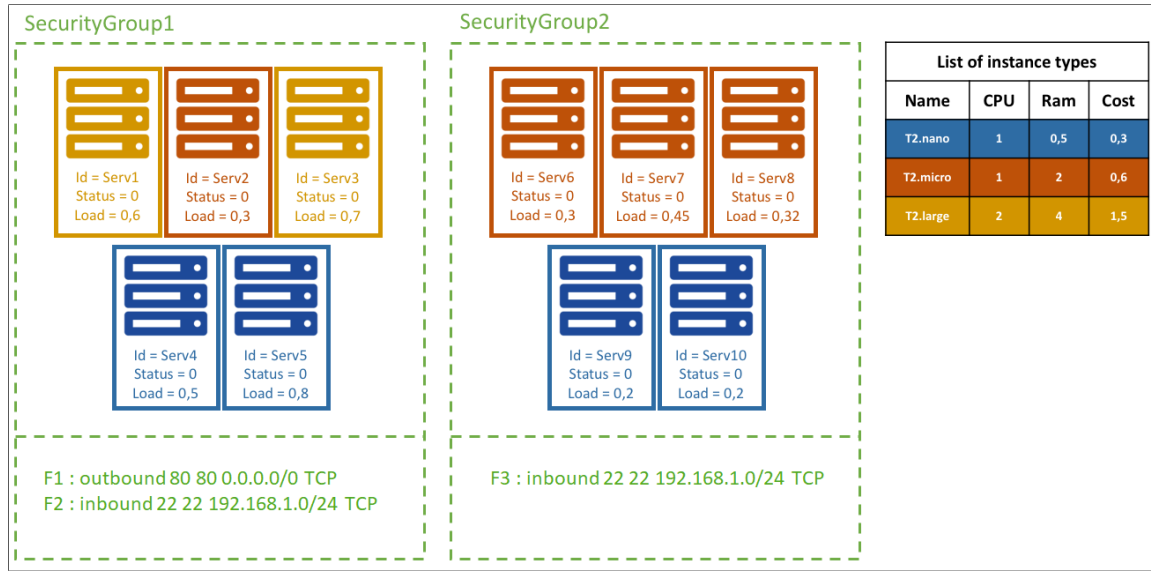 SecurityGroup1
Id = Serv1
Status = 0
Load = 0,6
Id = Serv2
Status = 0
Load = 0,3
Id = Serv3
Status = 0
Load = 0,7
Id = Serv4
Status = 0
Load = 0,5
Id = Serv5
Status = 0
Load = 0,8
F1 : outbound 80 80 0.0.0.0/0 TCP
F2 : inbound 22 22 192.168.1.0/24 TCP
SecurityGroup2
Id = Serv6
Status = 0
Load = 0,3
Id = Serv7
Status = 0
Load = 0,45
Id = Serv8
Status = 0
Load = 0,32
Id = Serv9
Status = 0
Load = 0,2
Id = Serv10
Status = 0
Load = 0,2
F3 : inbound 22 22 192.168.1.0/24 TCP
List of instance types
Name CPU Ram Cost
T2.nano 1 0,5 0,3
T2.micro 1 2 0,6
T2.large 2 4 1,5